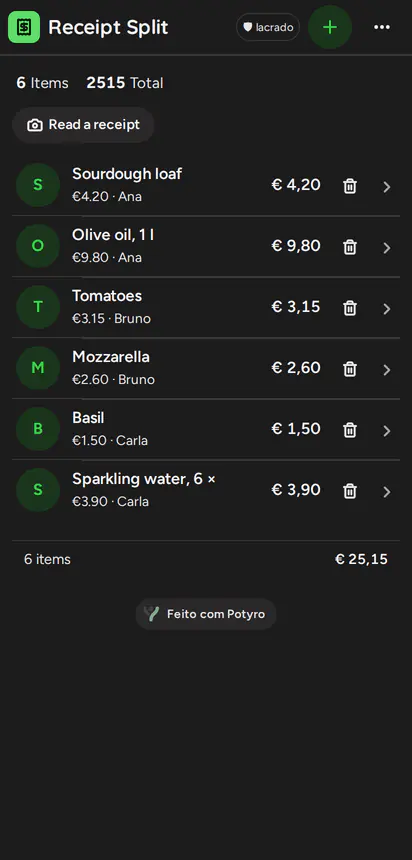 Receipt Split
lacrado
6 Items 2515 Total
Read a receipt
S
Sourdough loaf
€4.20 · Ana
€ 4,20
O
Olive oil, 1 l
€9.80 · Ana
€ 9,80
T
Tomatoes
€3.15 · Bruno
€ 3,15
M
Mozzarella
€2.60 · Bruno
€ 2,60
B
Basil
€1.50 · Carla
€ 1,50
S
Sparkling water, 6 ×
€3.90 · Carla
€ 3,90
6 items
€ 25,15
Feito com Potyro